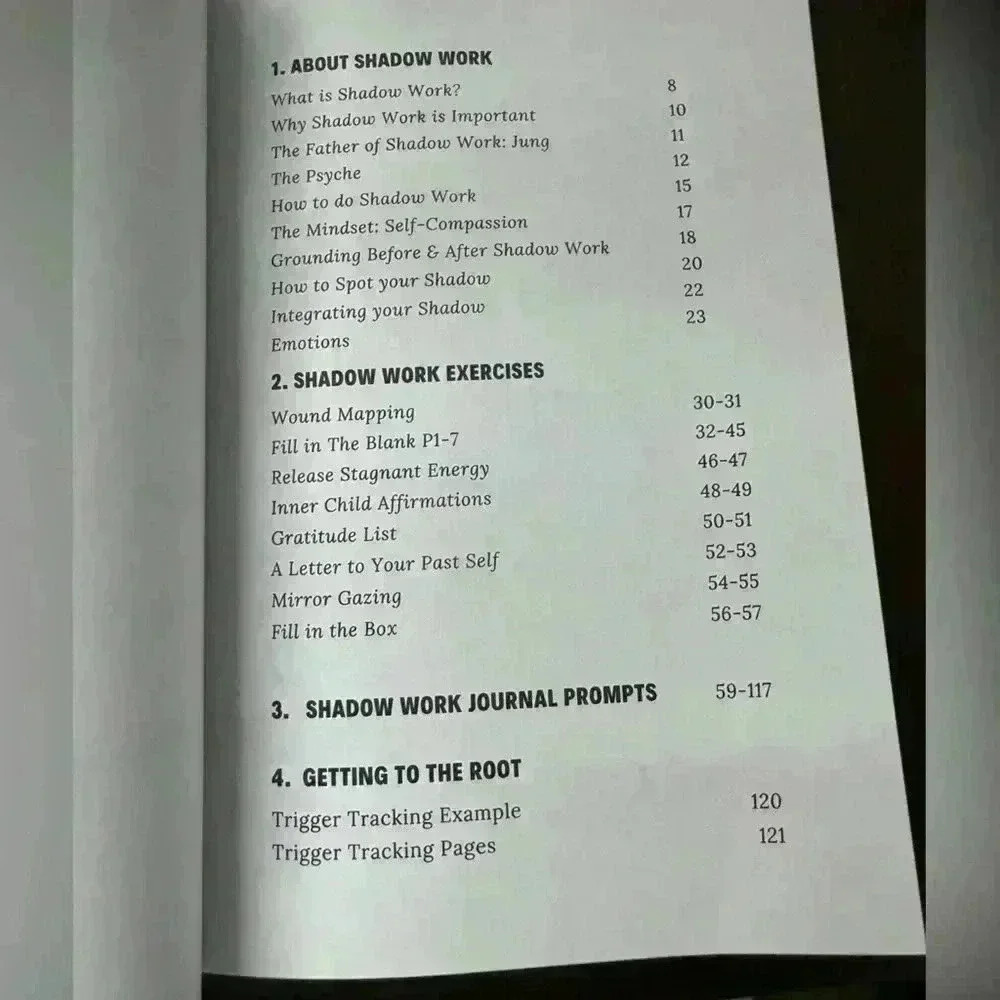 1. ABOUT SHADOW WORK
What is Shadow Work? 8
Why Shadow Work is Important 10
The Father of Shadow Work: Jung 11
The Psyche 12
How to do Shadow Work 15
The Mindset: Self-Compassion 17
Grounding Before & After Shadow Work 18
How to Spot your Shadow 20
Integrating your Shadow 22
Emotions 23
2. SHADOW WORK EXERCISES
Wound Mapping 30-31
Fill in The Blank P1-7 32-45
Release Stagnant Energy 46-47
Inner Child Affirmations 48-49
Gratitude List 50-51
A Letter to Your Past Self 52-53
Mirror Gazing 54-55
Fill in the Box 56-57
3. SHADOW WORK JOURNAL PROMPTS 59-117
4. GETTING TO THE ROOT
Trigger Tracking Example 120
Trigger Tracking Pages 121